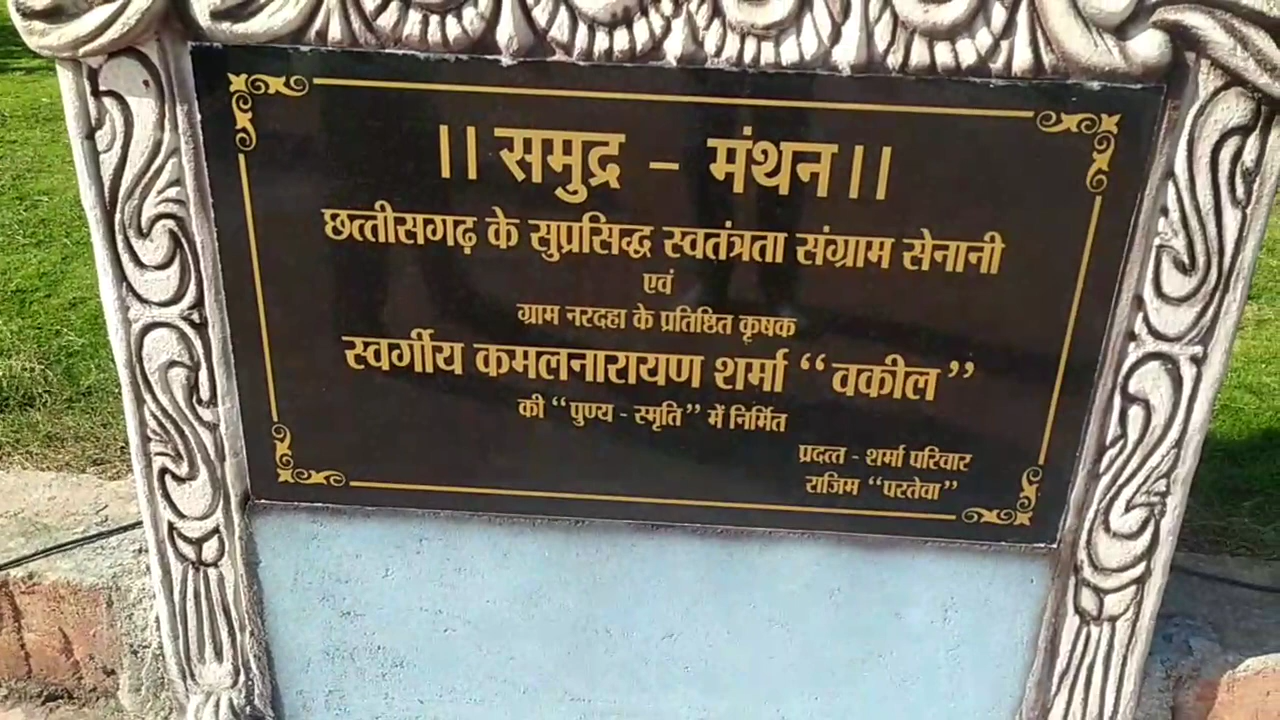 ।। समुद्र - मंथन ।।
छत्तीसगढ़ के सुप्रसिद्ध स्वतंत्रता संग्राम सेनानी
एवं
ग्राम नरदहा के प्रतिष्ठित कृषक
स्वर्गीय कमलनारायण शर्मा “वकील”
की “पुण्य - स्मृति” में निर्मित
प्रदत्त - शर्मा परिवार
राजिम “परतेवा”